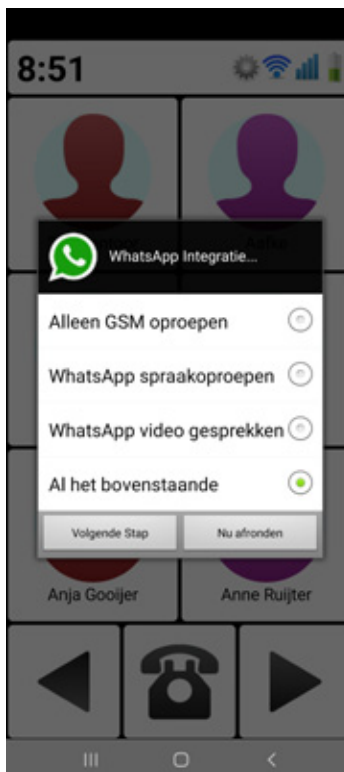 8:51
WhatsApp Integratie...
Alleen GSM oproepen
WhatsApp spraakoproepen
WhatsApp video gesprekken
Al het bovenstaande
Volgende Stap
Nu afronden
Anja Gooijer
Anne Ruijter